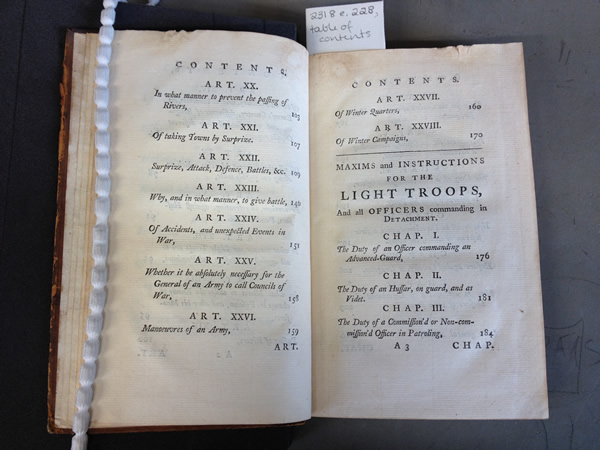 2318 e. 228,
table of
contents
CONTENTS.
ART. XX.
In what manner to prevent the passing of
Rivers, 103
ART. XXI.
Of taking Towns by Surprize. 107
ART. XXII.
Surprize, Attack, Defence, Battles, &c. 109
ART. XXIII.
Why, and in what manner, to give battle, 146
ART. XXIV.
Of Accidents, and unexpected Events in
War, 151
ART. XXV.
Whether it be absolutely necessary for the
General of an Army to call Councils of
War, 158
ART. XXVI.
Manœuvres of an Army, 159
ART.
CONTENTS.
ART. XXVII.
Of Winter Quarters, 160
ART. XXVIII.
Of Winter Campaigns, 170
MAXIMS and INSTRUCTIONS
FOR THE
LIGHT TROOPS,
And all OFFICERS commanding in
DETACHMENT.
CHAP. I.
The Duty of an Officer commanding an
Advanced-Guard, 176
CHAP. II.
The Duty of an Hussar, on guard, and as
Videt. 181
CHAP. III.
The Duty of a Commission'd or Non-com-
mission'd Officer in Patroling, 184
A 3 CHAP.